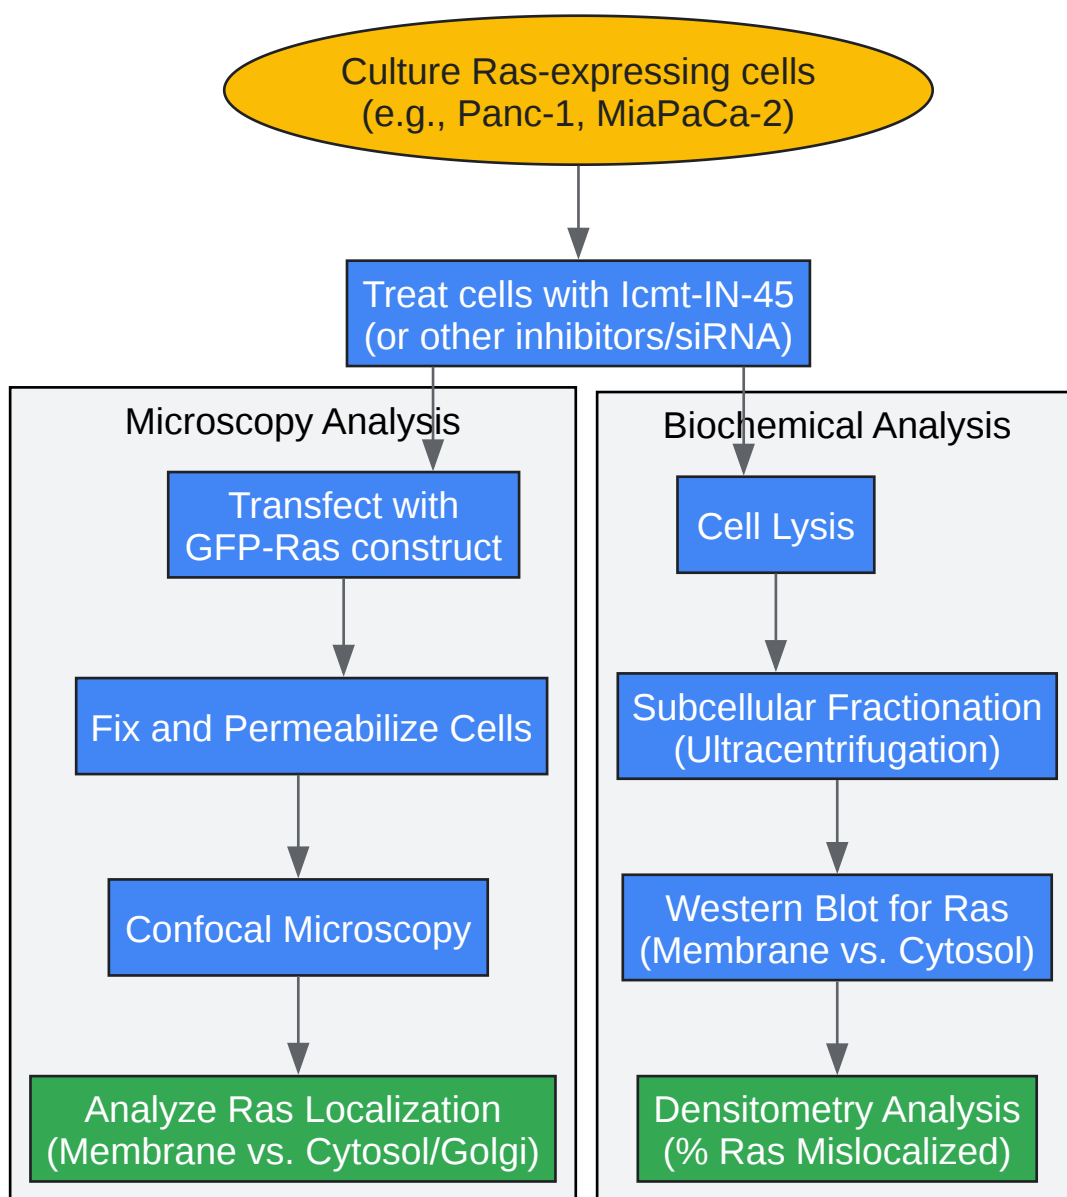 Culture Ras-expressing cells
(e.g., Panc-1, MiaPaCa-2)
Treat cells with Icmt-IN-45
(or other inhibitors/siRNA)
Microscopy Analysis
Transfect with
GFP-Ras construct
Fix and Permeabilize Cells
Confocal Microscopy
Analyze Ras Localization
(Membrane vs. Cytosol/Golgi)
Biochemical Analysis
Cell Lysis
Subcellular Fractionation
(Ultracentrifugation)
Western Blot for Ras
(Membrane vs. Cytosol)
Densitometry Analysis
(% Ras Mislocalized)